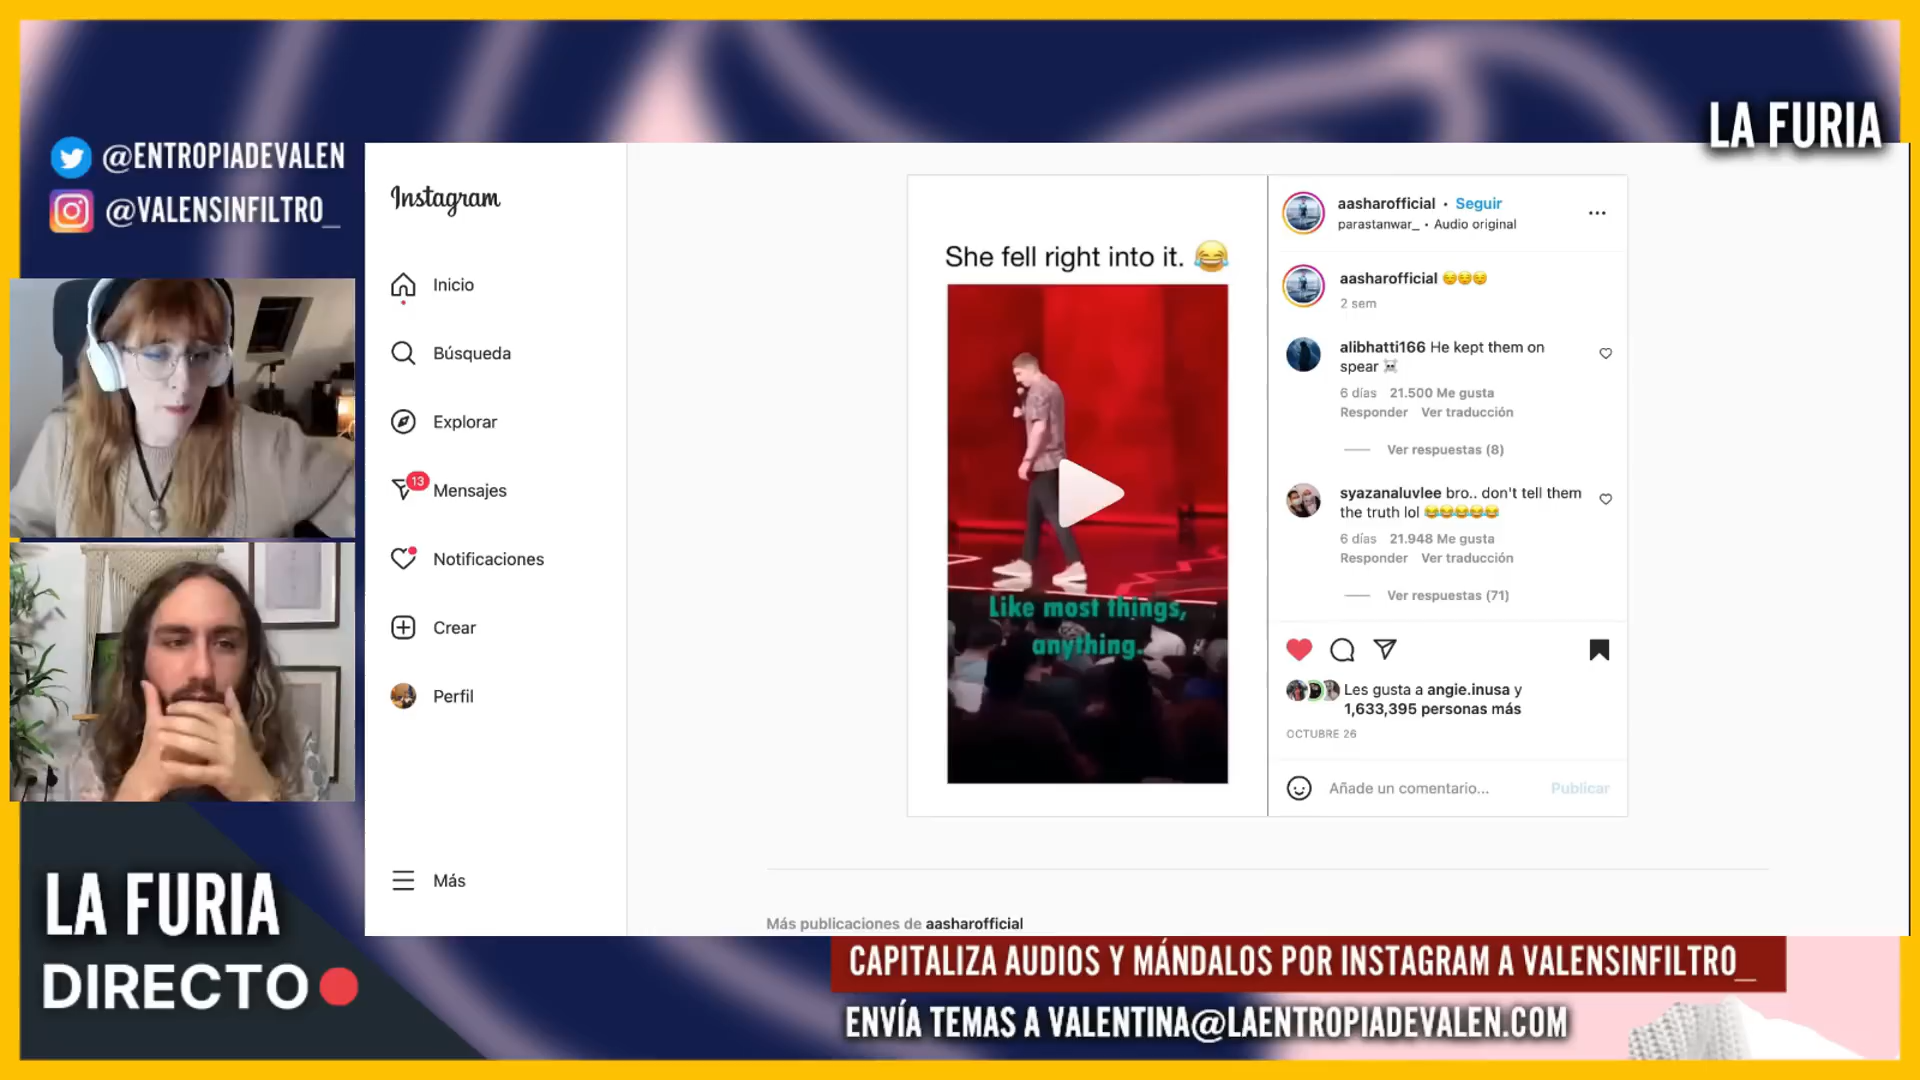 LA FURIA
@ENTROPIADEVALEN
@VALENSINFILTRO_
Instagram
Inicio
Búsqueda
Explorar
13
Mensajes
Notificaciones
Crear
Perfil
Más
She fell right into it. 😂
Like most things,
anything.
aasharofficial • Seguir
parastanwar_ • Audio original
aasharofficial 😏😏😏
2 sem
alibhatti166 He kept them on
spear ☠️
6 días 21.500 Me gusta
Responder Ver traducción
Ver respuestas (8)
syazanaluvlee bro.. don't tell them
the truth lol 😂😂😂😂😂
6 días 21.948 Me gusta
Responder Ver traducción
Ver respuestas (71)
Les gusta a angie.inusa y
1,633,395 personas más
OCTUBRE 26
Añade un comentario... Publicar
Más publicaciones de aasharofficial
LA FURIA
DIRECTO
CAPITALIZA AUDIOS Y MÁNDALOS POR INSTAGRAM A VALENSINFILTRO_
ENVÍA TEMAS A VALENTINA@LAENTROPIADEVALEN.COM